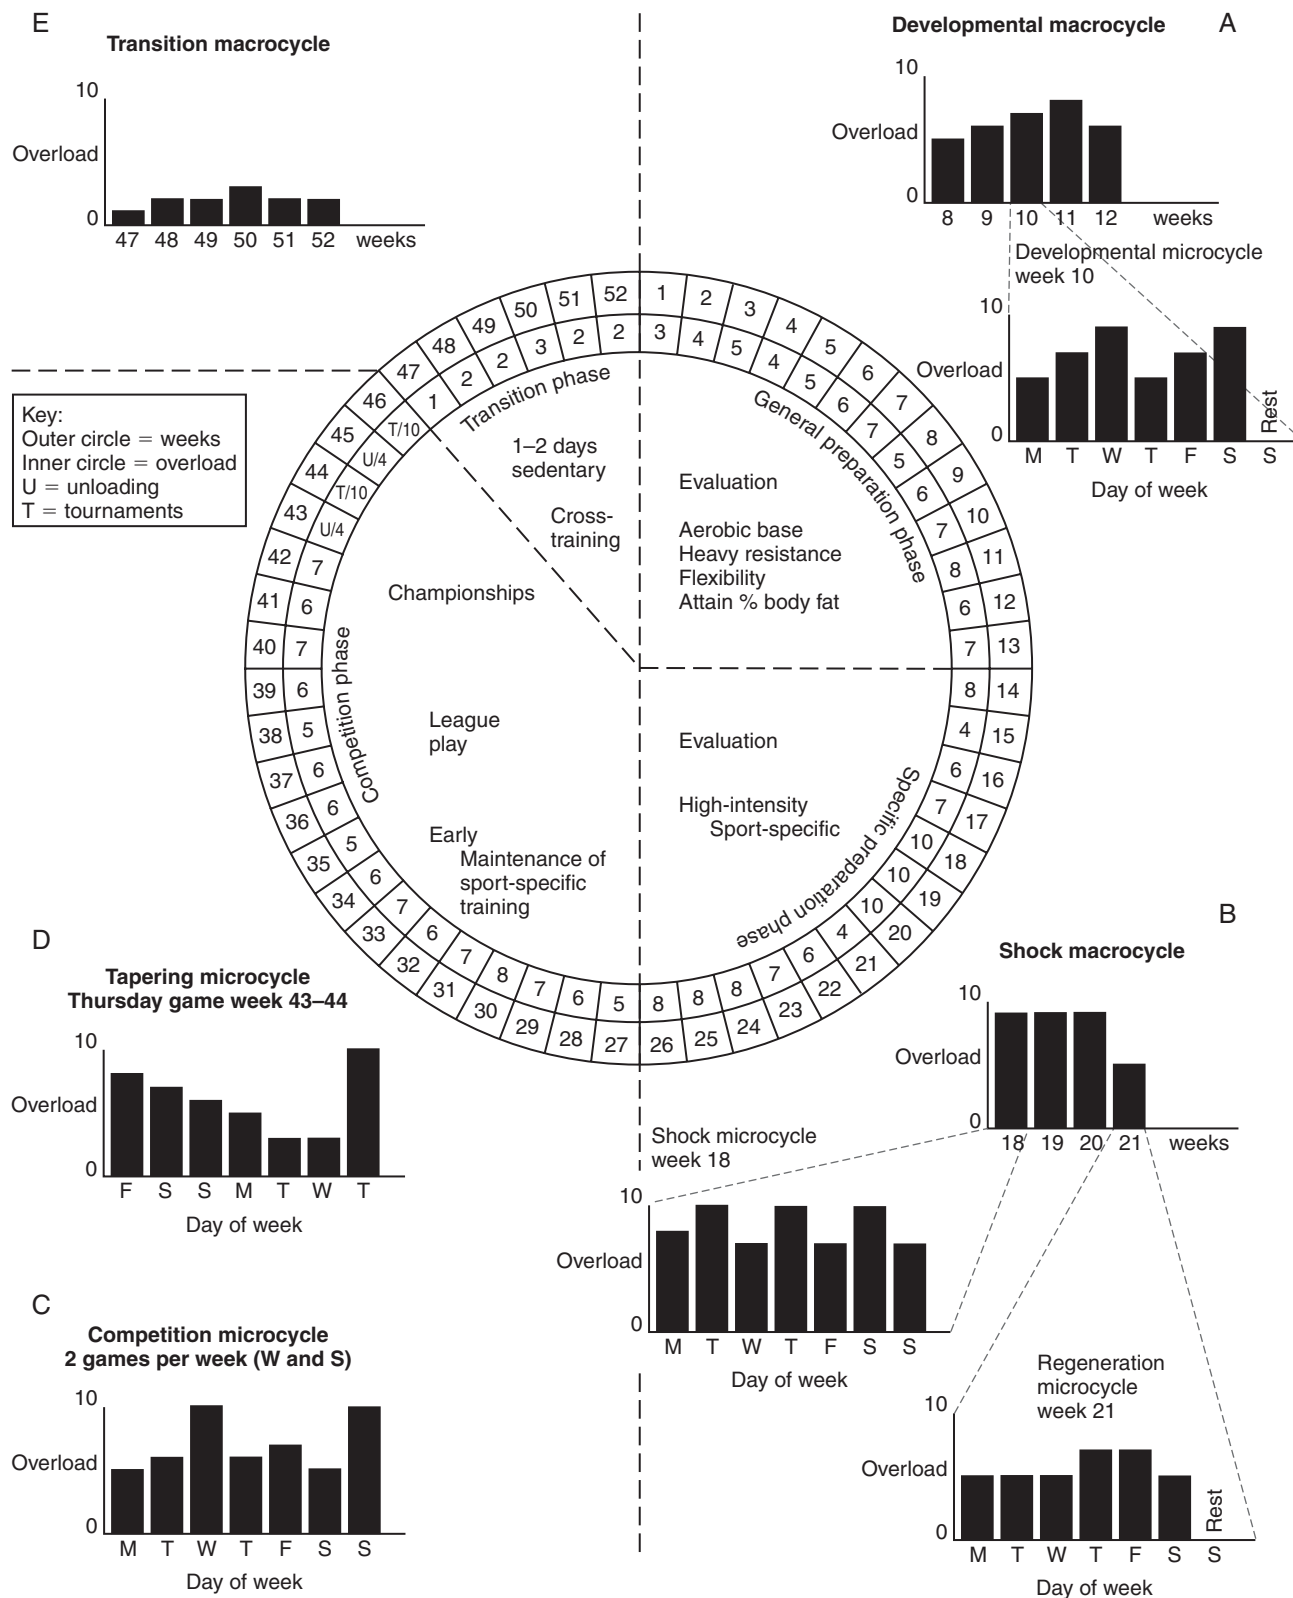 E
Transition macrocycle
10
Overload
0
47 48 49 50 51 52 weeks
Developmental macrocycle
A
10
Overload
0
8 9 10 11 12 weeks
Developmental microcycle
week 10
10
Overload
0
Rest
M T W T F S S
Day of week
Key:
Outer circle = weeks
Inner circle = overload
U = unloading
T = tournaments
1 2 3 4 5 6 7 8 9 10 11 12 13 14 15 16 17 18 19 20 21 22 23 24 25 26 27 28 29 30 31 32 33 34 35 36 37 38 39 40 41 42 43 44 45 46 47 48 49 50 51 52
3 4 5 4 5 6 7 5 6 7 8 6 7 8 4 6 7 10 10 10 4 6 7 8 8 8 5 6 7 8 7 6 7 6 5 6 6 5 6 7 6 7 U/4 T/10 U/4 T/10 1 2 2 3 2 2
Transition phase
1–2 days
sedentary
Cross-
training
General preparation phase
Evaluation
Aerobic base
Heavy resistance
Flexibility
Attain % body fat
Specific preparation phase
Evaluation
High-intensity
Sport-specific
Competition phase
Championships
League
play
Early
Maintenance of
sport-specific
training
B
Shock macrocycle
10
Overload
0
18 19 20 21 weeks
Shock microcycle
week 18
10
Overload
0
M T W T F S S
Day of week
Regeneration
microcycle
week 21
10
Overload
0
Rest
M T W T F S S
Day of week
D
Tapering microcycle
Thursday game week 43–44
10
Overload
0
F S S M T W T
Day of week
C
Competition microcycle
2 games per week (W and S)
10
Overload
0
M T W T F S S
Day of week